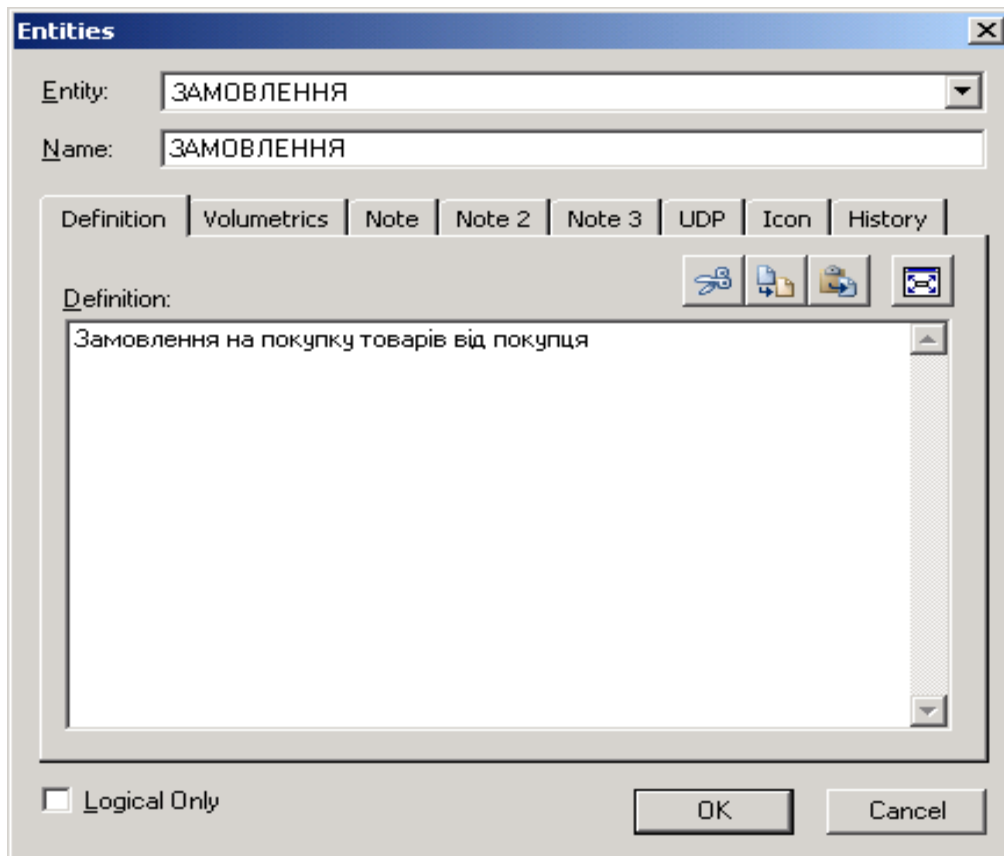 Entities
Entity: ЗАМОВЛЕННЯ
Name: ЗАМОВЛЕННЯ
Definition Volumetrics Note Note 2 Note 3 UDP Icon History
Definition:
Замовлення на покупку товарів від покупця
Logical Only OK Cancel